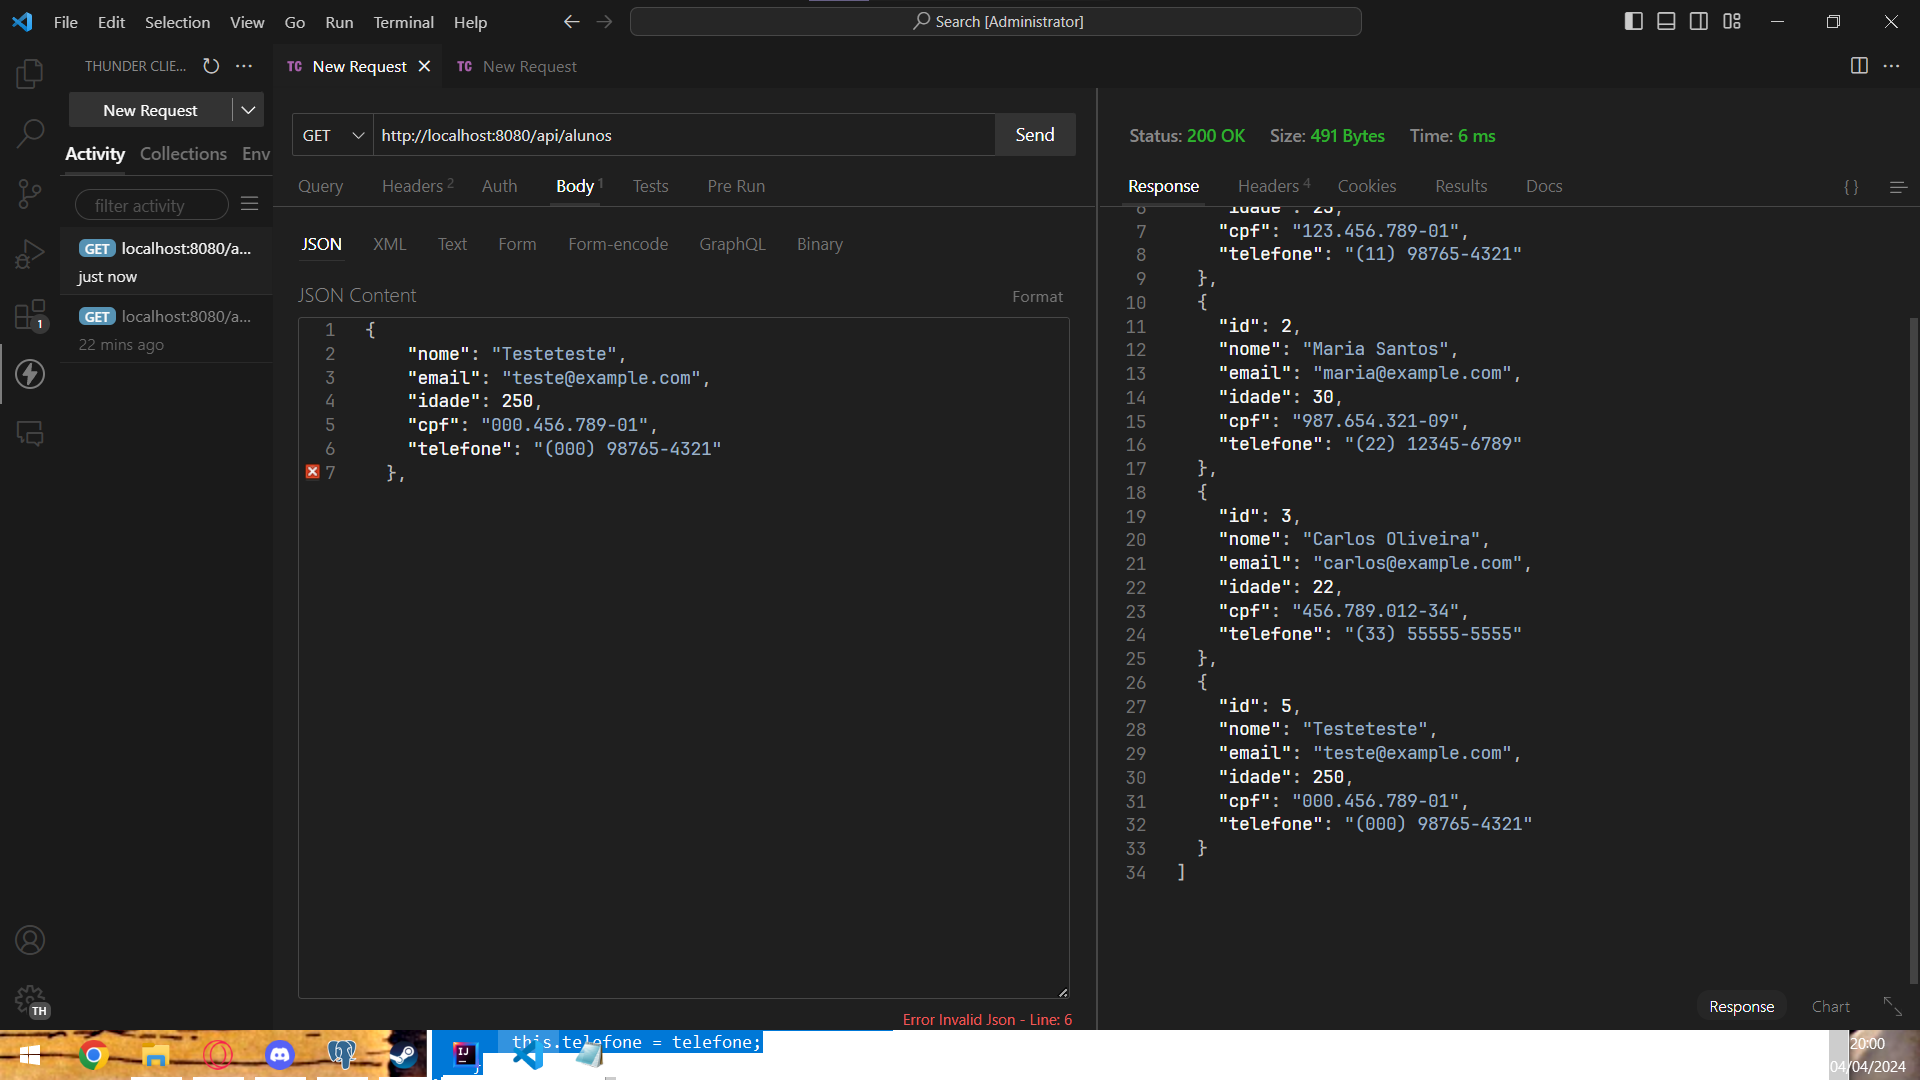 File Edit Selection View Go Run Terminal Help
Search [Administrator]
THUNDER CLIE...
TC New Request
TC New Request
New Request
Activity Collections Env
filter activity
GET localhost:8080/a...
just now
GET localhost:8080/a...
22 mins ago
1
TH
GET http://localhost:8080/api/alunos Send
Query Headers 2 Auth Body 1 Tests Pre Run
JSON XML Text Form Form-encode GraphQL Binary
JSON Content Format
1 {
2 "nome": "Testeteste",
3 "email": "teste@example.com",
4 "idade": 250,
5 "cpf": "000.456.789-01",
6 "telefone": "(000) 98765-4321"
7 },
Error Invalid Json - Line: 6
Status: 200 OK Size: 491 Bytes Time: 6 ms
Response Headers 4 Cookies Results Docs { }
6 "idade": 25,
7 "cpf": "123.456.789-01",
8 "telefone": "(11) 98765-4321"
9 },
10 {
11 "id": 2,
12 "nome": "Maria Santos",
13 "email": "maria@example.com",
14 "idade": 30,
15 "cpf": "987.654.321-09",
16 "telefone": "(22) 12345-6789"
17 },
18 {
19 "id": 3,
20 "nome": "Carlos Oliveira",
21 "email": "carlos@example.com",
22 "idade": 22,
23 "cpf": "456.789.012-34",
24 "telefone": "(33) 55555-5555"
25 },
26 {
27 "id": 5,
28 "nome": "Testeteste",
29 "email": "teste@example.com",
30 "idade": 250,
31 "cpf": "000.456.789-01",
32 "telefone": "(000) 98765-4321"
33 }
34 ]
Response Chart
this.telefone = telefone;
}
IJ
20:00
04/04/2024